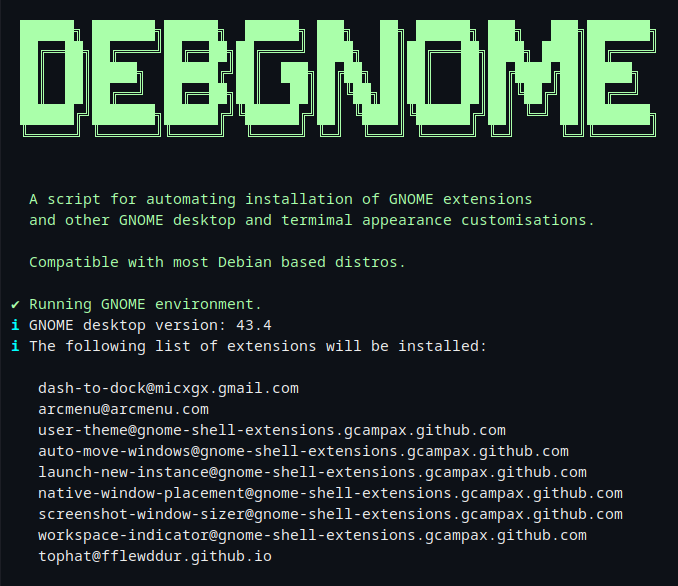 DEBGNOME
A script for automating installation of GNOME extensions
and other GNOME desktop and termimal appearance customisations.
Compatible with most Debian based distros.
✔ Running GNOME environment.
i GNOME desktop version: 43.4
i The following list of extensions will be installed:
dash-to-dock@micxgx.gmail.com
arcmenu@arcmenu.com
user-theme@gnome-shell-extensions.gcampax.github.com
auto-move-windows@gnome-shell-extensions.gcampax.github.com
launch-new-instance@gnome-shell-extensions.gcampax.github.com
native-window-placement@gnome-shell-extensions.gcampax.github.com
screenshot-window-sizer@gnome-shell-extensions.gcampax.github.com
workspace-indicator@gnome-shell-extensions.gcampax.github.com
tophat@fflewddur.github.io